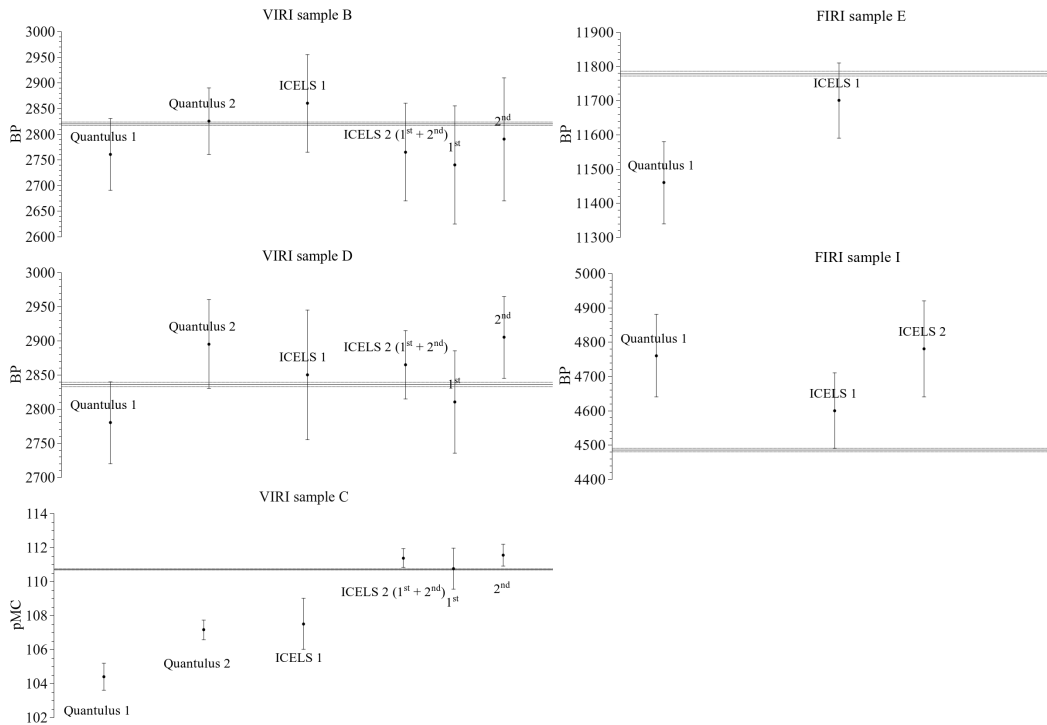 VIRI sample B
BP
3000
2950
2900
2850
2800
2750
2700
2650
2600
Quantulus 1
Quantulus 2
ICELS 1
ICELS 2 (1st + 2nd)
1st
2nd
FIRI sample E
BP
11900
11800
11700
11600
11500
11400
11300
Quantulus 1
ICELS 1
VIRI sample D
BP
3000
2950
2900
2850
2800
2750
2700
Quantulus 1
Quantulus 2
ICELS 1
ICELS 2 (1st + 2nd)
1st
2nd
FIRI sample I
BP
5000
4900
4800
4700
4600
4500
4400
Quantulus 1
ICELS 1
ICELS 2
VIRI sample C
pMC
114
112
110
108
106
104
102
Quantulus 1
Quantulus 2
ICELS 1
ICELS 2 (1st + 2nd)
1st
2nd